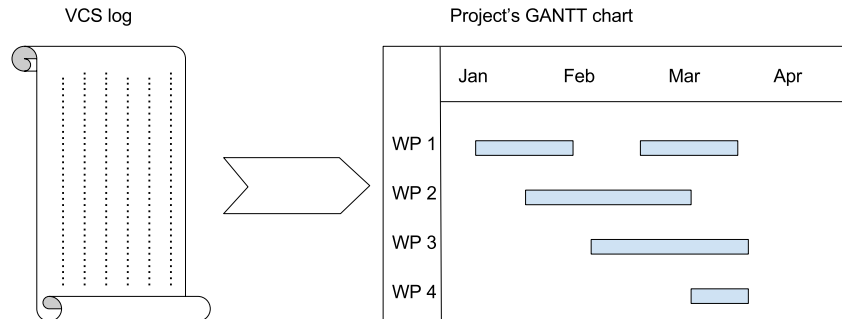 VCS log
Project's GANTT chart
Jan Feb Mar Apr
WP 1
WP 2
WP 3
WP 4